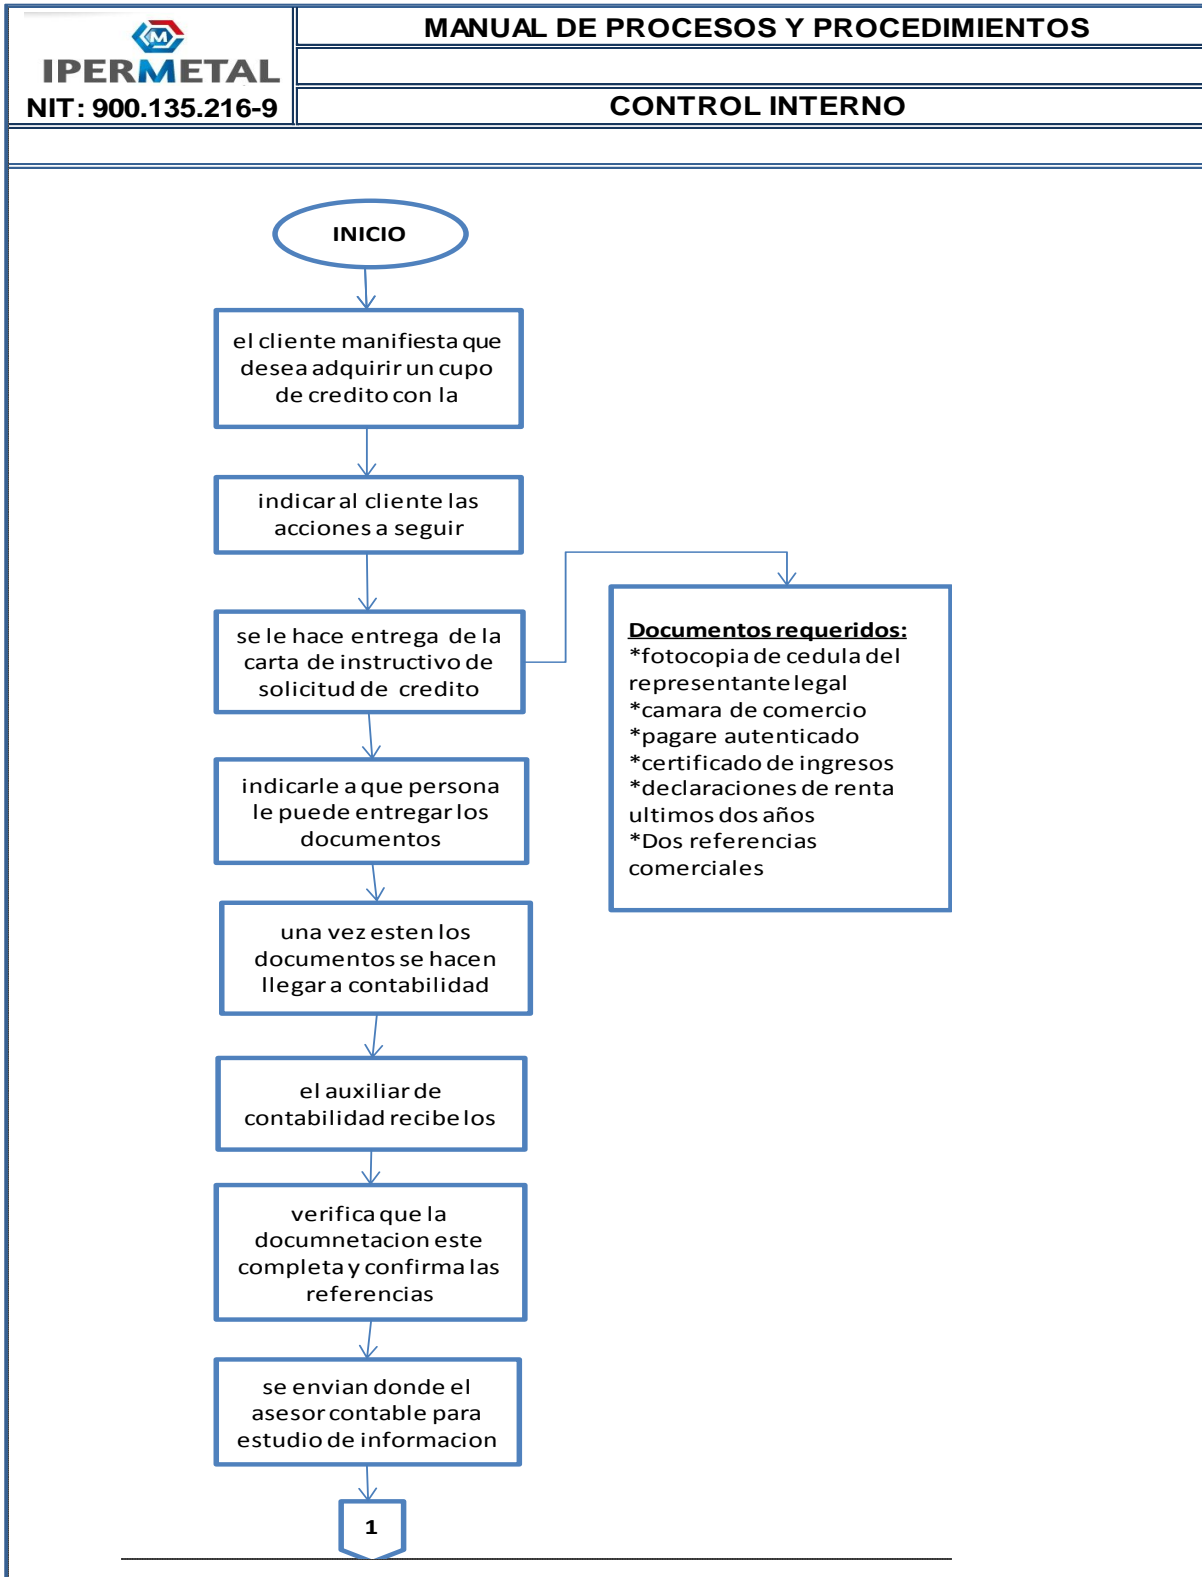 MANUAL DE PROCESOS Y PROCEDIMIENTOS
M
IPERMETAL
NIT: 900.135.216-9
CONTROL INTERNO
INICIO
el cliente manifiesta que
desea adquirir un cupo
de credito con la
indicar al cliente las
acciones a seguir
se le hace entrega de la
carta de instructivo de
solicitud de credito
Documentos requeridos:
*fotocopia de cedula del
representante legal
*camara de comercio
*pagare autenticado
*certificado de ingresos
*declaraciones de renta
ultimos dos años
*Dos referencias
comerciales
indicarle a que persona
le puede entregar los
documentos
una vez esten los
documentos se hacen
llegar a contabilidad
el auxiliar de
contabilidad recibe los
verifica que la
documnetacion este
completa y confirma las
referencias
se envian donde el
asesor contable para
estudio de informacion
1